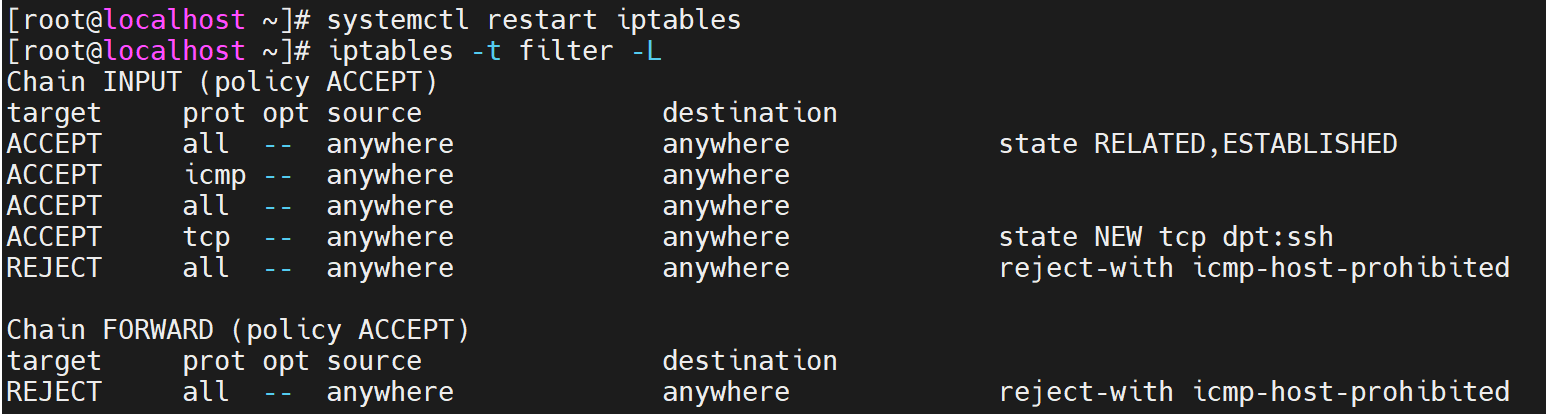 [root@localhost ~]# systemctl restart iptables
[root@localhost ~]# iptables -t filter -L
Chain INPUT (policy ACCEPT)
target     prot opt source               destination
ACCEPT     all  --  anywhere             anywhere             state RELATED,ESTABLISHED
ACCEPT     icmp --  anywhere             anywhere
ACCEPT     all  --  anywhere             anywhere
ACCEPT     tcp  --  anywhere             anywhere             state NEW tcp dpt:ssh
REJECT     all  --  anywhere             anywhere             reject-with icmp-host-prohibited

Chain FORWARD (policy ACCEPT)
target     prot opt source               destination
REJECT     all  --  anywhere             anywhere             reject-with icmp-host-prohibited